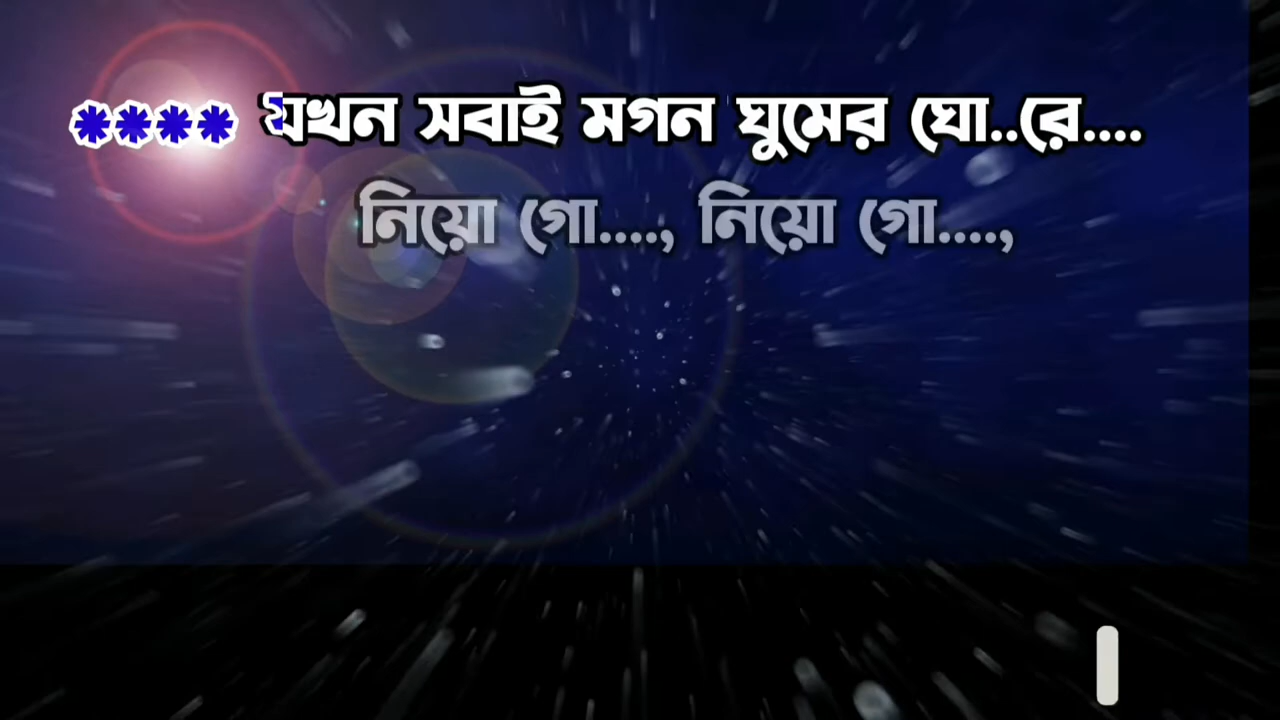 **** যখন সবাই মগন ঘুমের ঘো..রে....
নিয়ো গো...., নিয়ো গো....,